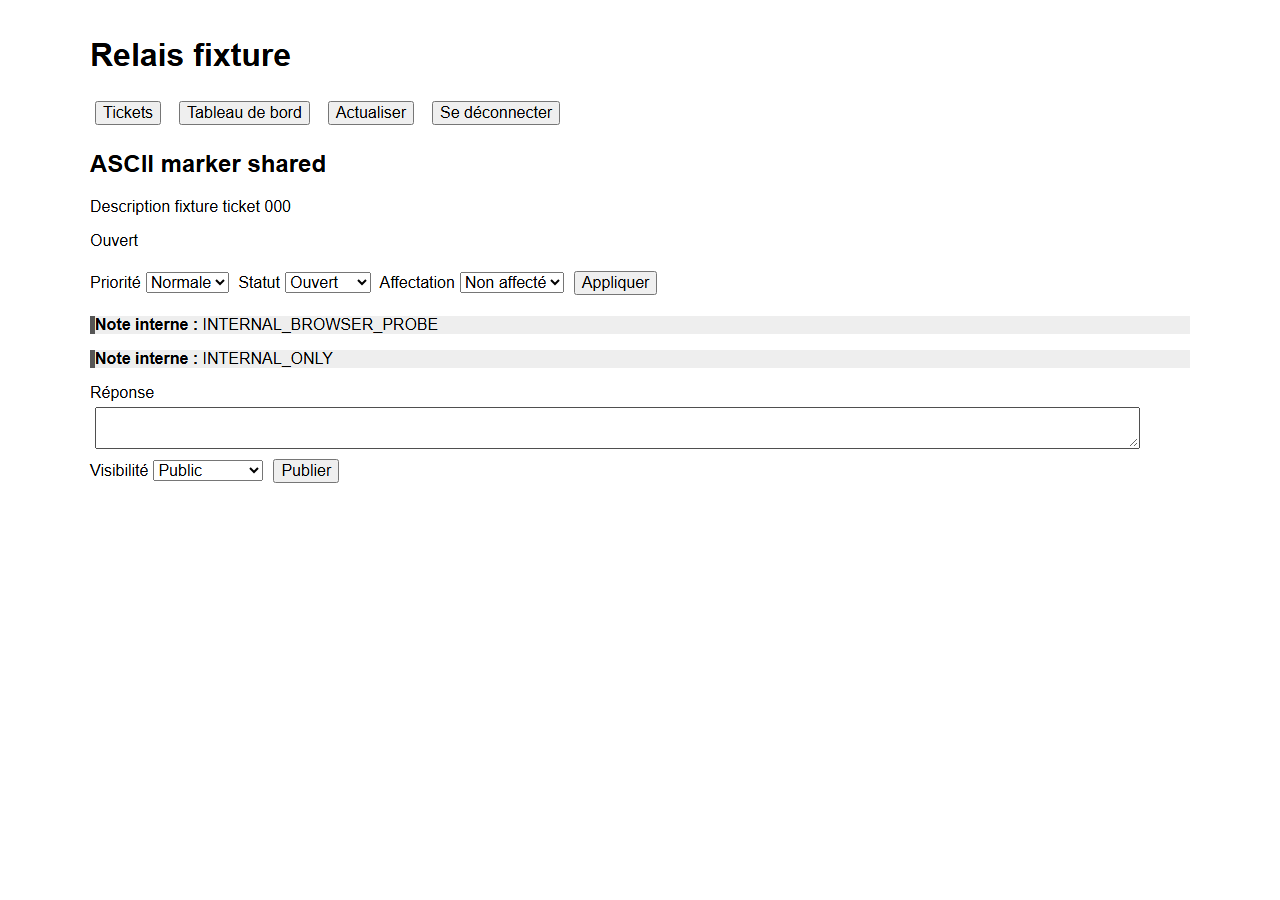 Relais fixture
Tickets Tableau de bord Actualiser Se déconnecter
ASCII marker shared
Description fixture ticket 000
Ouvert
Priorité Normale Statut Ouvert Affectation Non affecté Appliquer
Note interne : INTERNAL_BROWSER_PROBE
Note interne : INTERNAL_ONLY
Réponse
Visibilité Public Publier